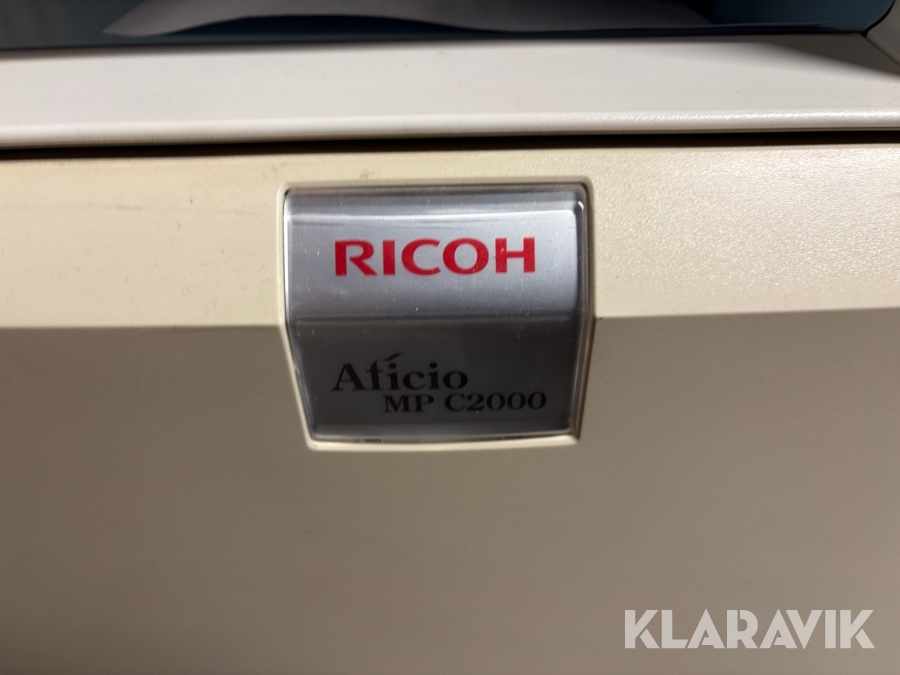 RICOH
Aficio
MP C2000
KLARAVIK